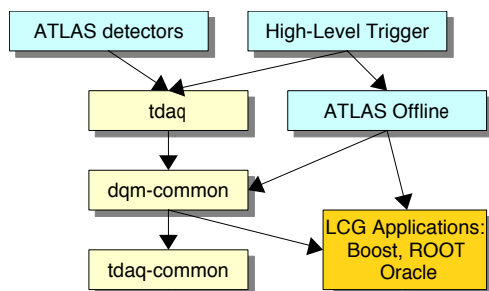 ATLAS detectors
High-Level Trigger
tdaq
ATLAS Offline
dqm-common
LCG Applications:
Boost, ROOT
Oracle
tdaq-common